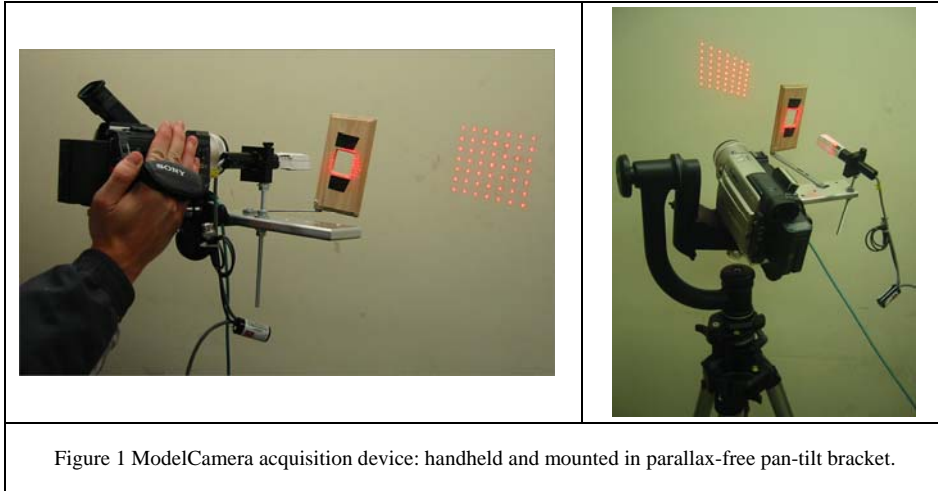 SONY
Figure 1 ModelCamera acquisition device: handheld and mounted in parallax-free pan-tilt bracket.